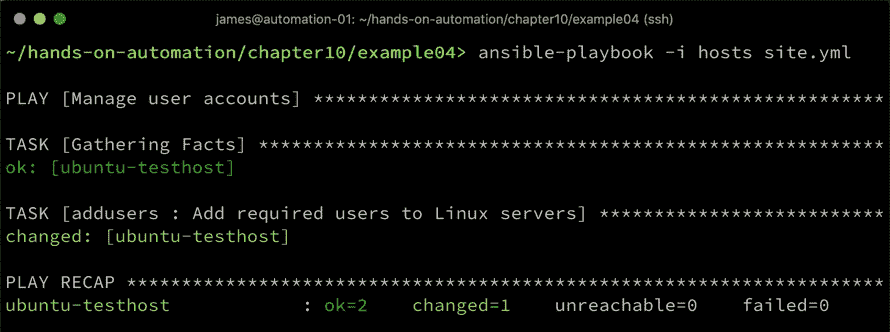 james@automation-01: ~/hands-on-automation/chapter10/example04 (ssh)
~/hands-on-automation/chapter10/example04> ansible-playbook -i hosts site.yml
PLAY [Manage user accounts] ****************************************************
TASK [Gathering Facts] *********************************************************
ok: [ubuntu-testhost]
TASK [addusers : Add required users to Linux servers] **************************
changed: [ubuntu-testhost]
PLAY RECAP *********************************************************************
ubuntu-testhost : ok=2 changed=1 unreachable=0 failed=0